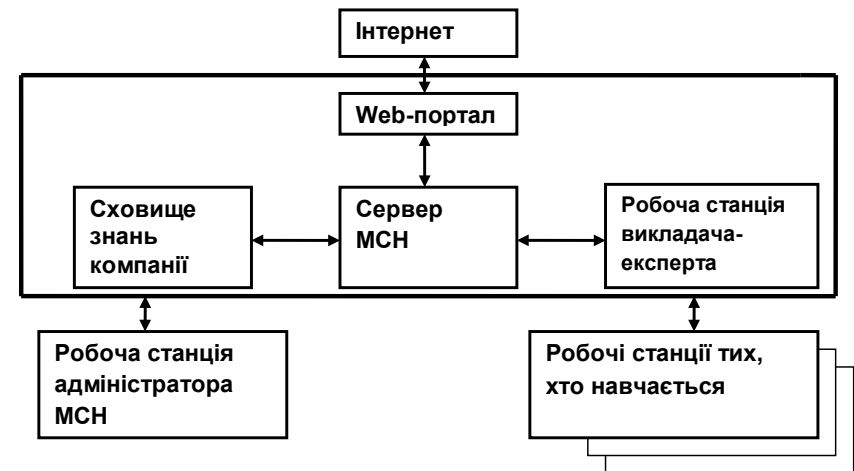 Інтернет
Web-портал
Сховище
знань
компанії
Сервер
МСН
Робоча станція
викладача-
експерта
Робоча станція
адміністратора
МСН
Робочі станції тих,
хто навчається